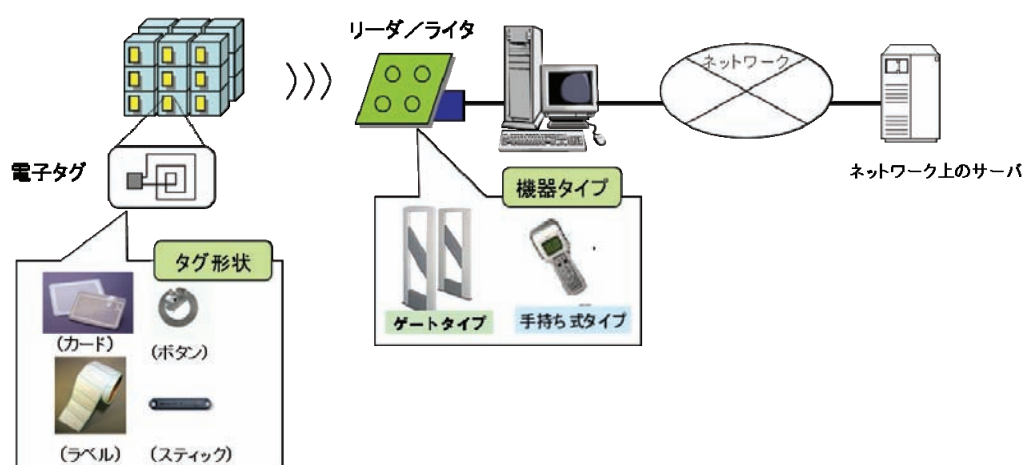 リーダ／ライタ
ネットワーク
電子タグ
ネットワーク上のサーバ
機器タイプ
タグ形状
ゲートタイプ
手持ち式タイプ
(カード)
(ボタン)
(ラベル)
(スティック)